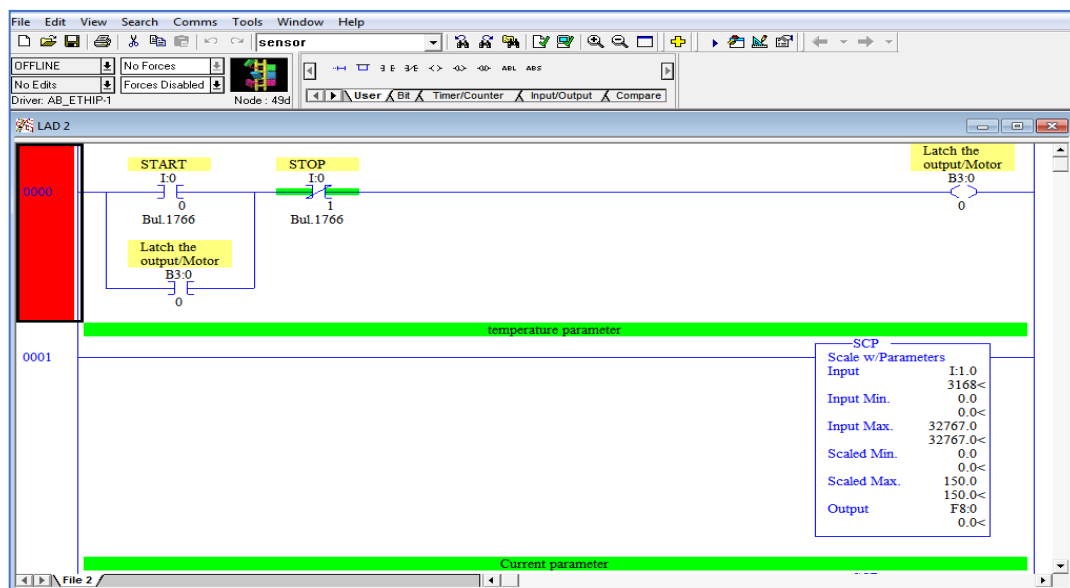 File Edit View Search Comms Tools Window Help
sensor
OFFLINE No Forces
No Edits Forces Disabled
Driver: AB_ETHIP-1 Node : 49d
ABL ABS
User Bit Timer/Counter Input/Output Compare
LAD 2
START
I:0
0
Bul.1766
STOP
I:0
1
Bul.1766
Latch the
output/Motor
B3:0
0
0000
Latch the
output/Motor
B3:0
0
temperature parameter
0001
SCP
Scale w/Parameters
Input I:1.0
3168<
Input Min. 0.0
0.0<
Input Max. 32767.0
32767.0<
Scaled Min. 0.0
0.0<
Scaled Max. 150.0
150.0<
Output F8:0
0.0<
Current parameter
File 2